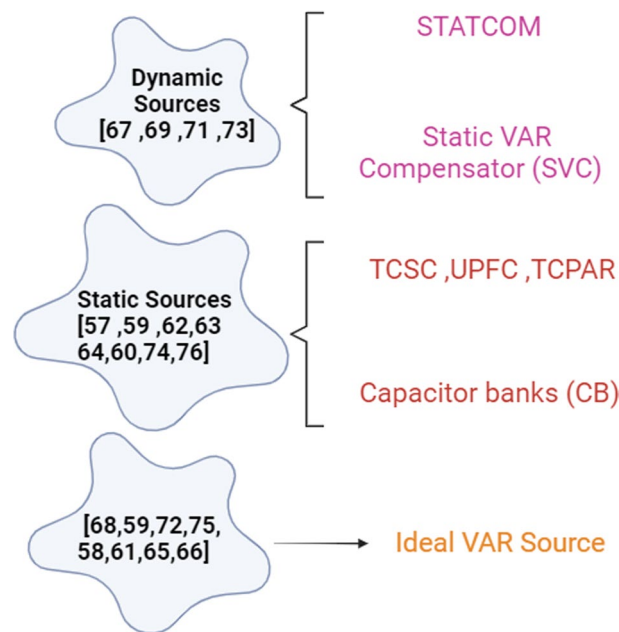 Dynamic
Sources
[67 ,69 ,71 ,73]
STATCOM
Static VAR
Compensator (SVC)
Static Sources
[57 ,59 ,62,63
64,60,74,76]
TCSC ,UPFC ,TCPAR
Capacitor banks (CB)
[68,59,72,75,
58,61,65,66]
Ideal VAR Source